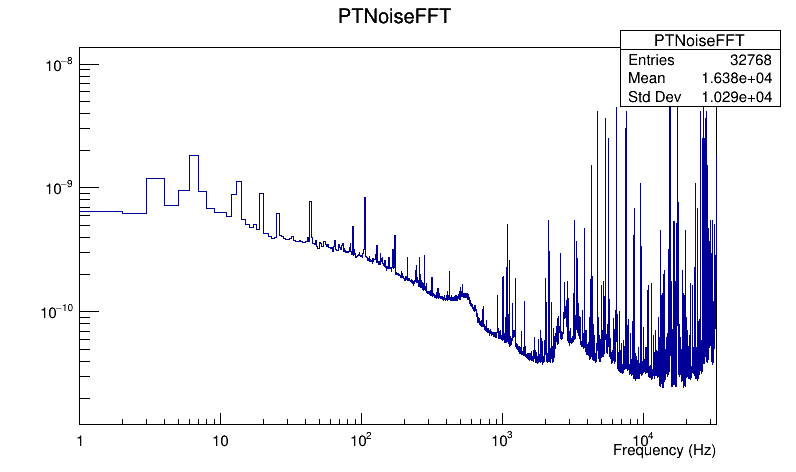 PTNoiseFFT
PTNoiseFFT
Entries 32768
Mean 1.638e+04
Std Dev 1.029e+04
10⁻⁸
10⁻⁹
10⁻¹⁰
1 10 10² 10³ 10⁴
Frequency (Hz)